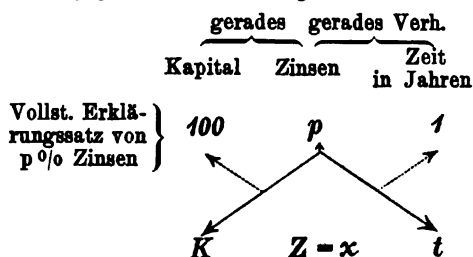 gerades gerades Verh.
Kapital Zinsen Zeit
in Jahren
Vollst. Erklä-
rungssatz von
p % Zinsen
100 p 1
K Z = x t